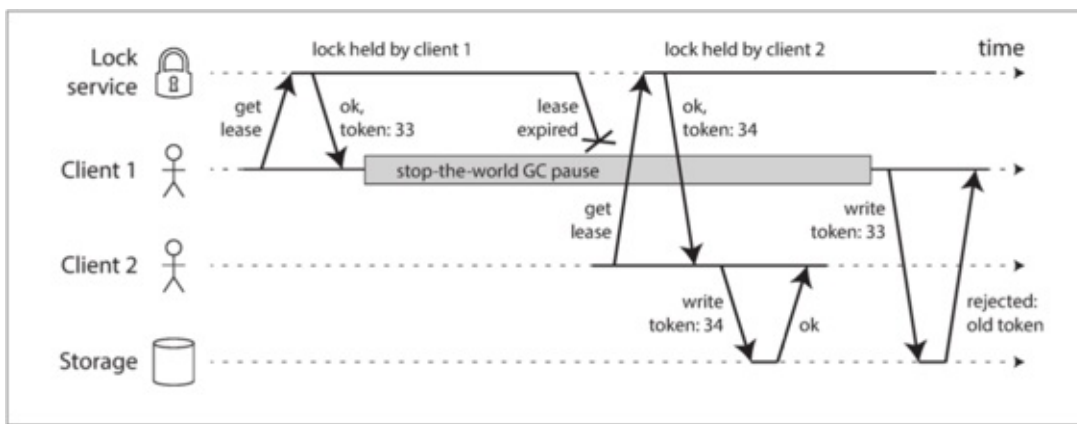 Lock
service
lock held by client 1
lock held by client 2
time
get
lease
ok,
token: 33
lease
expired
ok,
token: 34
Client 1
stop-the-world GC pause
get
lease
write
token: 33
Client 2
write
token: 34
ok
rejected:
old token
Storage